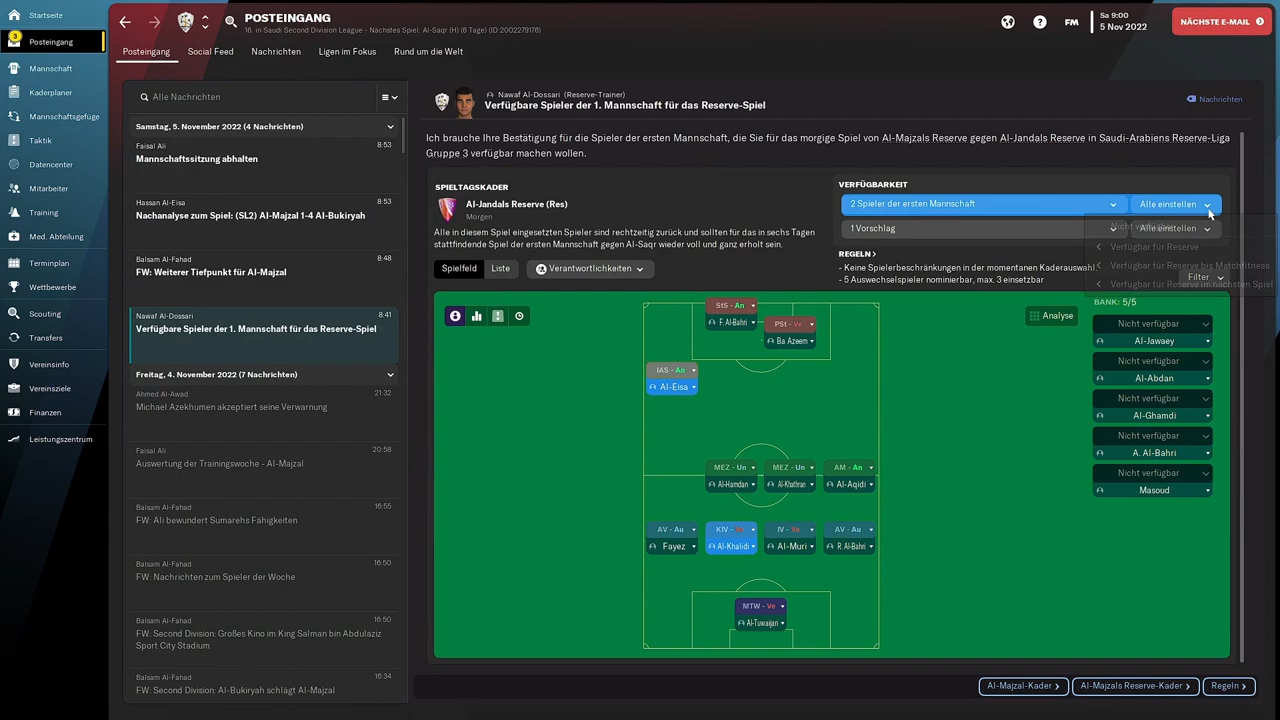 Startseite
3
Posteingang
Mannschaft
Kaderplaner
Mannschaftsgefüge
Taktik
Datencenter
Mitarbeiter
Training
Med. Abteilung
Terminplan
Wettbewerbe
Scouting
Transfers
Vereinsinfo
Vereinsziele
Finanzen
Leistungszentrum
POSTEINGANG
16. in Saudi Second Division League - Nächstes Spiel: Al-Saqr (H) (6 Tage) (ID:2002279176)
FM
Sa 9:00
5 Nov 2022
NÄCHSTE E-MAIL
Posteingang
Social Feed
Nachrichten
Ligen im Fokus
Rund um die Welt
Alle Nachrichten
Samstag, 5. November 2022 (4 Nachrichten)
Faisal Ali 8:53
Mannschaftssitzung abhalten
Hassan Al-Eisa 8:53
Nachanalyse zum Spiel: (SL2) Al-Majzal 1-4 Al-Bukiryah
Balsam Al-Fahad 8:48
FW: Weiterer Tiefpunkt für Al-Majzal
Nawaf Al-Dossari 8:41
Verfügbare Spieler der 1. Mannschaft für das Reserve-Spiel
Freitag, 4. November 2022 (7 Nachrichten)
Ahmed Al-Awad 21:32
Michael Azekhumen akzeptiert seine Verwarnung
Faisal Ali 20:58
Auswertung der Trainingswoche - Al-Majzal
Balsam Al-Fahad 16:55
FW: Ali bewundert Sumarehs Fähigkeiten
Balsam Al-Fahad 16:50
FW: Nachrichten zum Spieler der Woche
Balsam Al-Fahad 16:50
FW: Second Division: Großes Kino im King Salman bin Abdulaziz
Sport City Stadium
Balsam Al-Fahad 16:34
FW: Second Division: Al-Bukiryah schlägt Al-Majzal
Nawaf Al-Dossari (Reserve-Trainer)
Verfügbare Spieler der 1. Mannschaft für das Reserve-Spiel
Nachrichten
Ich brauche Ihre Bestätigung für die Spieler der ersten Mannschaft, die Sie für das morgige Spiel von Al-Majzals Reserve gegen Al-Jandals Reserve in Saudi-Arabiens Reserve-Liga
Gruppe 3 verfügbar machen wollen.
SPIELTAGSKADER
Al-Jandals Reserve (Res)
Morgen
Alle in diesem Spiel eingesetzten Spieler sind rechtzeitig zurück und sollten für das in sechs Tagen
stattfindende Spiel der ersten Mannschaft gegen Al-Saqr wieder voll und ganz erholt sein.
Spielfeld
Liste
Verantwortlichkeiten
VERFÜGBARKEIT
2 Spieler der ersten Mannschaft
Alle einstellen
1 Vorschlag
Alle einstellen
Verfügbar für Reserve
Verfügbar für Reserve bis Matchfitness
Verfügbar für Reserve im nächsten Spiel
REGELN
- Keine Spielerbeschränkungen in der momentanen Kaderauswahl
- 5 Auswechselspieler nominierbar, max. 3 einsetzbar
Filter
Analyse
BANK: 5/5
Nicht verfügbar
Al-Jawaey
Nicht verfügbar
Al-Abdan
Nicht verfügbar
Al-Ghamdi
Nicht verfügbar
A. Al-Bahri
Nicht verfügbar
Masoud
StS - An
F. Al-Bahri
PSt - Ve
Ba Azeem
IAS - An
Al-Eisa
MEZ - Un
Al-Hamdan
MEZ - Un
Al-Khathran
AM - An
Al-Aqidi
AV - Au
Fayez
KIV - Ve
Al-Khalidi
IV - Ve
Al-Muri
AV - Au
R. Al-Bahri
MTW - Ve
Al-Tuwaijari
Al-Majzal-Kader
Al-Majzals Reserve-Kader
Regeln